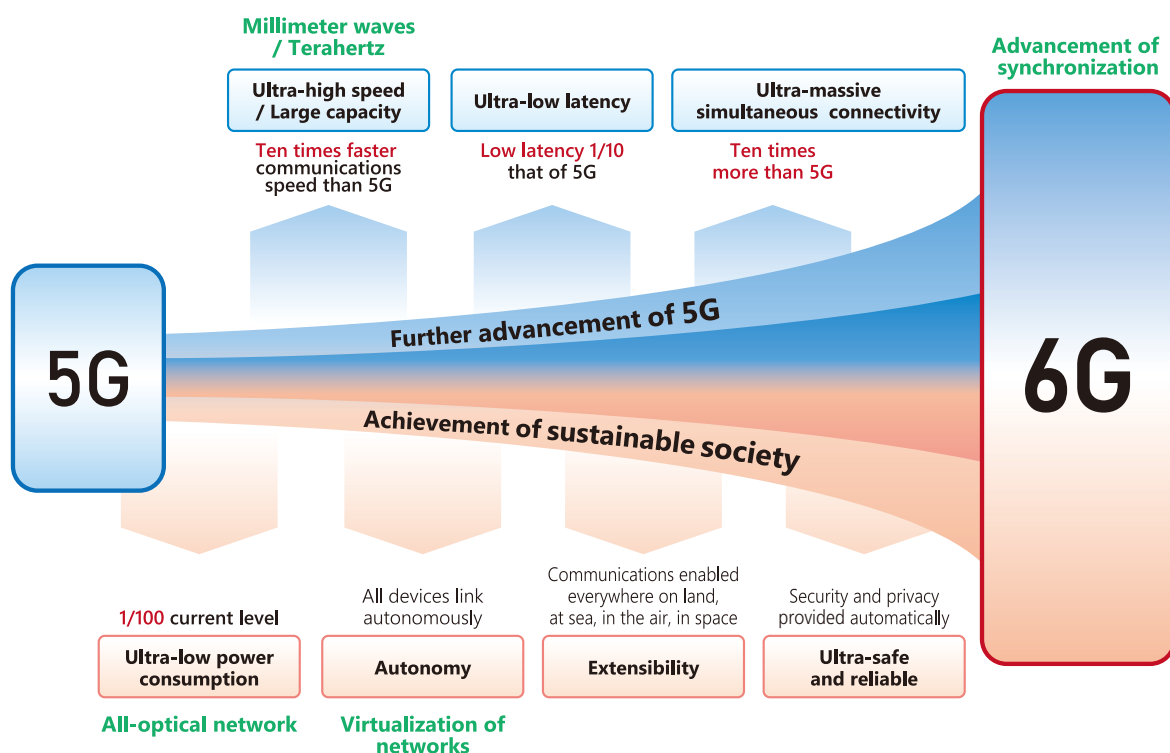 Millimeter waves
/ Terahertz
Ultra-high speed
/ Large capacity
Ten times faster
communications
speed than 5G
Ultra-low latency
Low latency 1/10
that of 5G
Ultra-massive
simultaneous connectivity
Ten times
more than 5G
Advancement of
synchronization
5G
Further advancement of 5G
Achievement of sustainable society
6G
1/100 current level
Ultra-low power
consumption
All-optical network
All devices link
autonomously
Autonomy
Virtualization of
networks
Communications enabled
everywhere on land,
at sea, in the air, in space
Extensibility
Security and privacy
provided automatically
Ultra-safe
and reliable